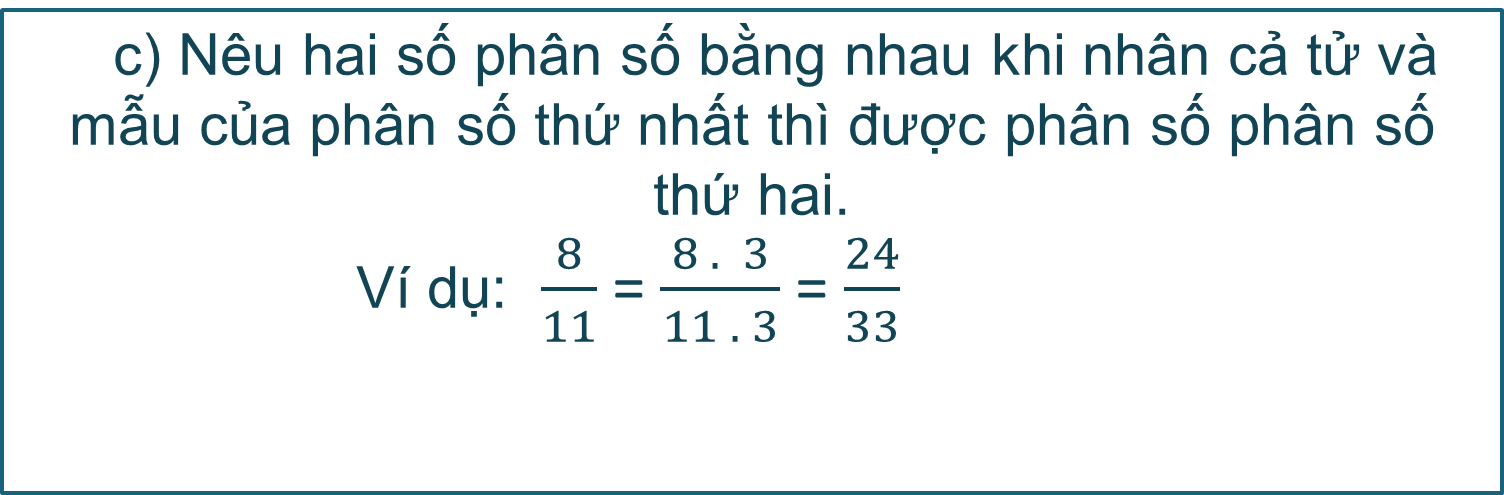 c) Nêu hai số phân số bằng nhau khi nhân cả tử và
mẫu của phân số thứ nhất thì được phân số phân số
thứ hai.
Ví dụ: 8/11 = 8 . 3/11 . 3 = 24/33